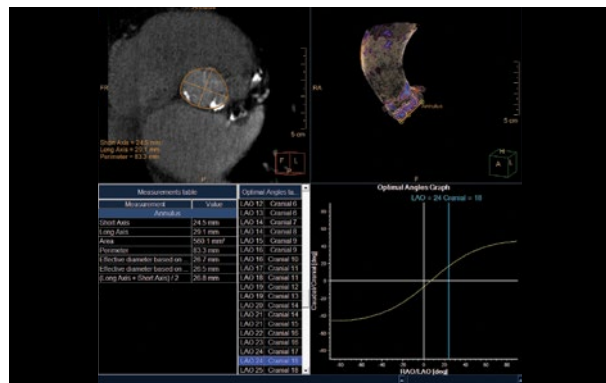 Annulus
FR
RA
Annulus
5 cm
5 cm
Short Axis = 24.5 mm
Long Axis = 29.1 mm
Perimeter = 83.3 mm
F L
P
H
A L
Measurements table
Measurement Value
Annulus
Short Axis 24.5 mm
Long Axis 29.1 mm
Area 560.1 mm²
Perimeter 83.3 mm
Effective diameter based on ... 26.7 mm
Effective diameter based on ... 26.5 mm
(Long Axis + Short Axis) / 2 26.8 mm
Optimal Angles ta...
LAO 12 Cranial 6
LAO 13 Cranial 6
LAO 14 Cranial 7
LAO 14 Cranial 8
LAO 15 Cranial 9
LAO 16 Cranial 9
LAO 16 Cranial 10
LAO 17 Cranial 11
LAO 18 Cranial 11
LAO 19 Cranial 12
LAO 19 Cranial 13
LAO 20 Cranial 14
LAO 21 Cranial 14
LAO 21 Cranial 15
LAO 22 Cranial 16
LAO 23 Cranial 16
LAO 24 Cranial 17
LAO 24 Cranial 18
LAO 25 Cranial 18
Optimal Angles Graph
LAO = 24 Cranial = 18
Caudal/Cranial [deg]
RAO/LAO [deg]